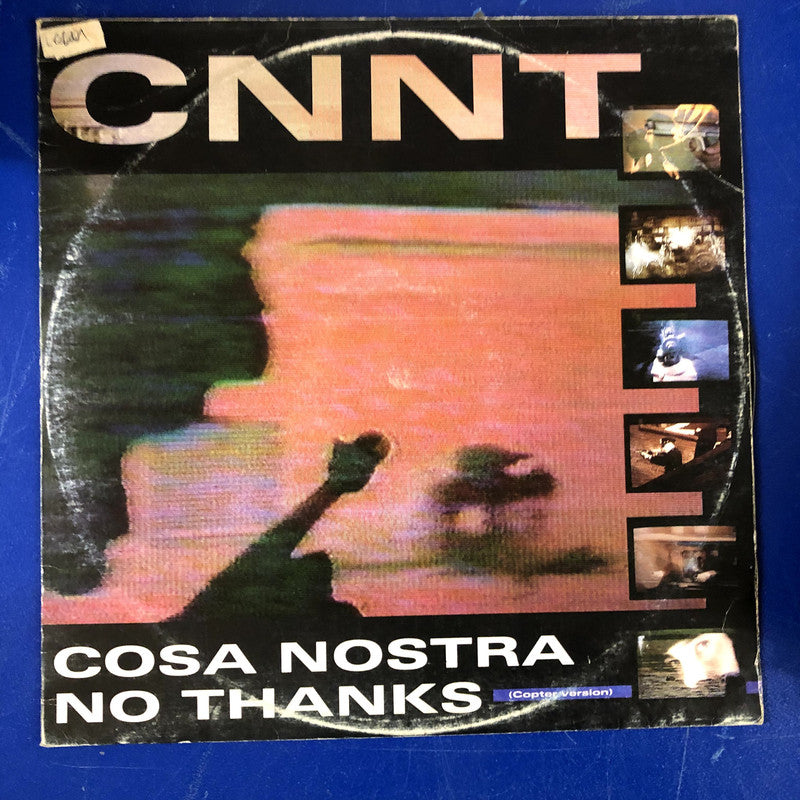 CNNT
COSA NOSTRA
NO THANKS (Copter version)